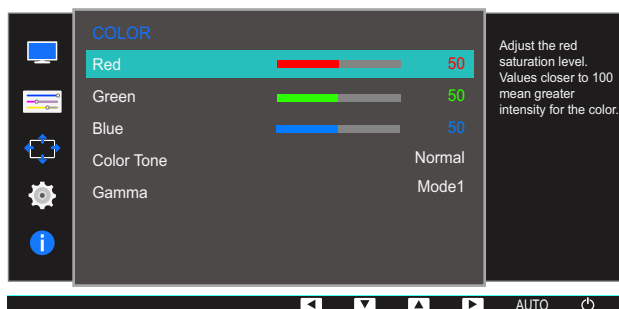 COLOR
Red 50
Green 50
Blue 50
Color Tone Normal
Gamma Mode1
Adjust the red
saturation level.
Values closer to 100
mean greater
intensity for the color.
AUTO